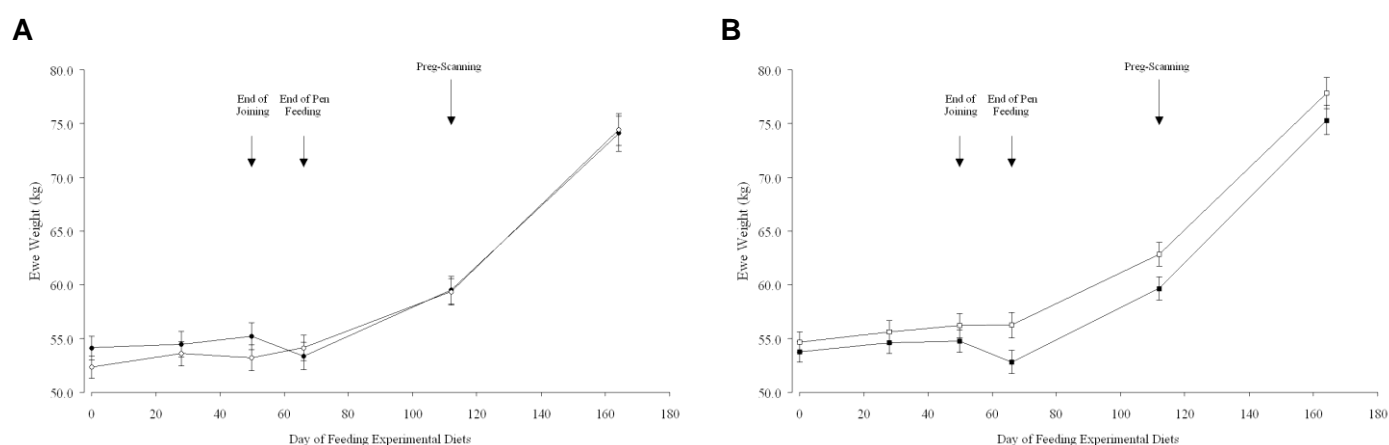 A
Preg-Scanning
End of
Joining
End of Pen
Feeding
80.0
75.0
70.0
65.0
60.0
55.0
50.0
Ewe Weight (kg)
0 20 40 60 80 100 120 140 160 180
Day of Feeding Experimental Diets
B
Preg-Scanning
End of
Joining
End of Pen
Feeding
80.0
75.0
70.0
65.0
60.0
55.0
50.0
Ewe Weight (kg)
0 20 40 60 80 100 120 140 160 180
Day of Feeding Experimental Diets